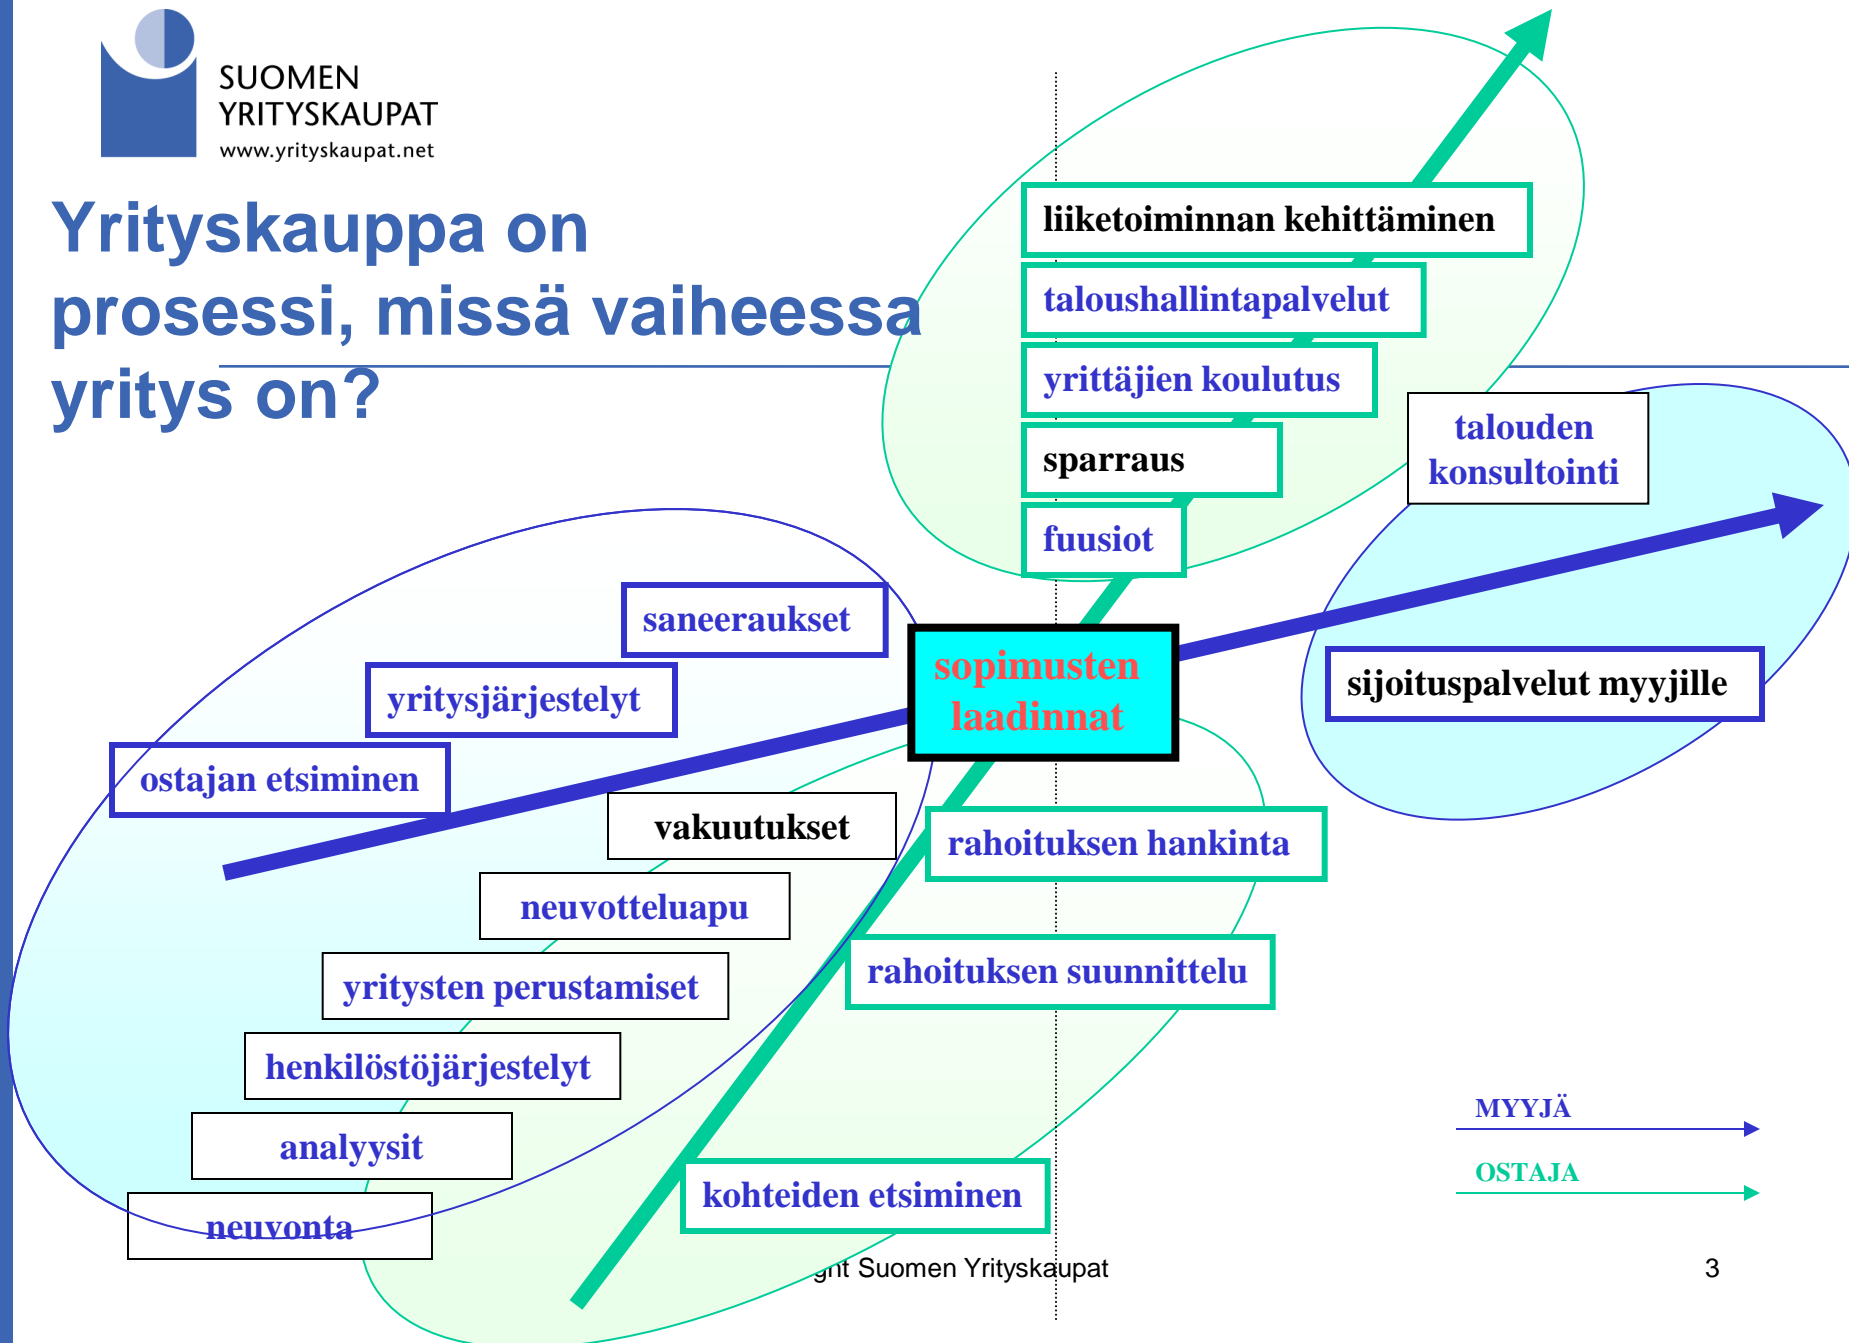 SUOMEN
YRITYSKAUPAT
www.yrityskaupat.net
Yrityskauppa on
prosessi, missä vaiheessa
yritys on?
liiketoiminnan kehittäminen
taloushallintapalvelut
yrittäjien koulutus
sparraus
fuusiot
talouden
konsultointi
saneeraukset
yritysjärjestelyt
ostajan etsiminen
sopimusten
laadinnat
sijoituspalvelut myyjille
vakuutukset
neuvotteluapu
yritysten perustamiset
henkilöstöjärjestelyt
analyysit
neuvonta
rahoituksen hankinta
rahoituksen suunnittelu
kohteiden etsiminen
MYYJÄ
OSTAJA
Suomen Yrityskaupat
3